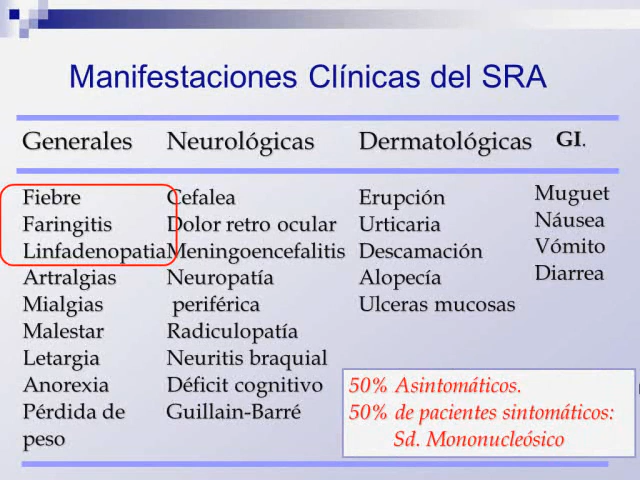 Manifestaciones Clínicas del SRA
Generales
Neurológicas
Dermatológicas
GI.
Fiebre
Faringitis
Linfadenopatia
Artralgias
Mialgias
Malestar
Letargia
Anorexia
Pérdida de
peso
Cefalea
Dolor retro ocular
Meningoencefalitis
Neuropatía
periférica
Radiculopatía
Neuritis braquial
Déficit cognitivo
Guillain-Barré
Erupción
Urticaria
Descamación
Alopecía
Ulceras mucosas
Muguet
Náusea
Vómito
Diarrea
50% Asintomáticos.
50% de pacientes sintomáticos:
Sd. Mononucleósico